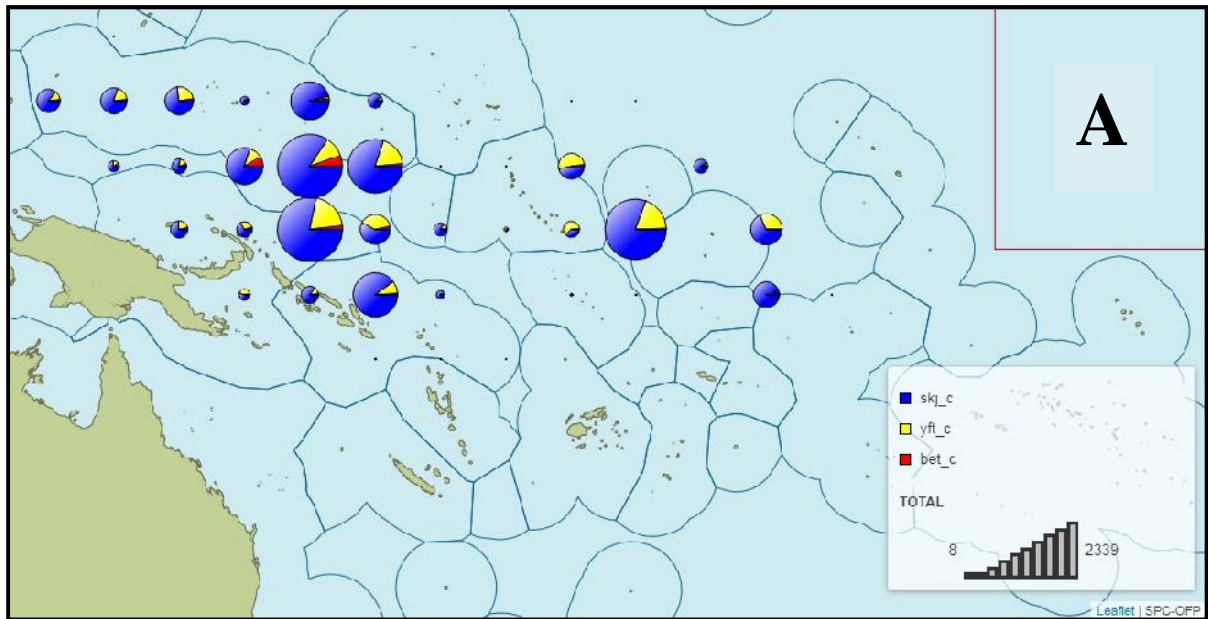 A
skj_c
yft_c
bet_c
TOTAL
8 2339
Leaflet | SPC-OFP